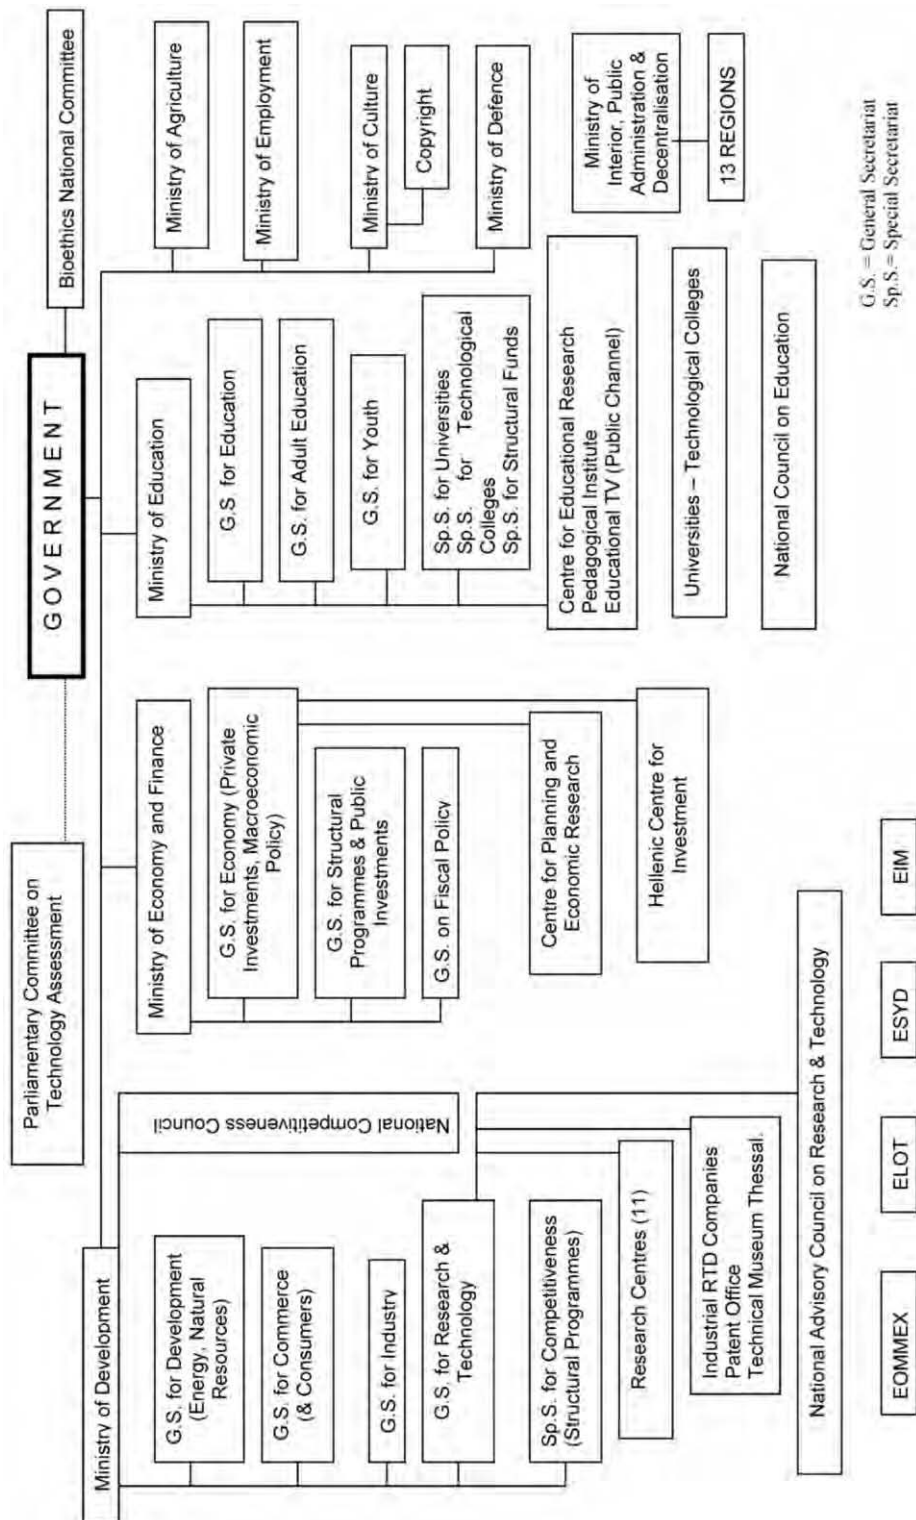 Parliamentary Committee on
Technology Assessment
GOVERNMENT
Bioethics National Committee
Ministry of Development
G.S. for Development
(Energy, Natural
Resources)
G.S. for Commerce
(& Consumers)
G.S. for Industry
G.S, for Research &
Technology
Sp.S. for Competitiveness
(Structural Programmes)
National Competitiveness Council
Research Centres (11)
Industrial RTD Companies
Patent Office
Technical Museum Thessal.
National Advisory Council on Research & Technology
EOMMEX
ELOT
ESYD
EIM
Ministry of Economy and Finance
G.S. for Economy (Private
Investments, Macroeconomic
Policy)
G.S. for Structural
Programmes & Public
Investments
G.S. on Fiscal Policy
Centre for Planning and
Economic Research
Hellenic Centre for
Investment
Ministry of Education
G.S. for Education
G.S. for Adult Education
G.S. for Youth
Sp.S. for Universities
Sp.S. for Technological
Colleges
Sp.S. for Structural Funds
Centre for Educational Research
Pedagogical Institute
Educational TV (Public Channel)
Universities – Technological Colleges
National Council on Education
Ministry of Agriculture
Ministry of Employment
Ministry of Culture
Copyright
Ministry of Defence
Ministry of
Interior, Public
Administration &
Decentralisation
13 REGIONS
G.S. = General Secretariat
Sp.S.= Special Secretariat